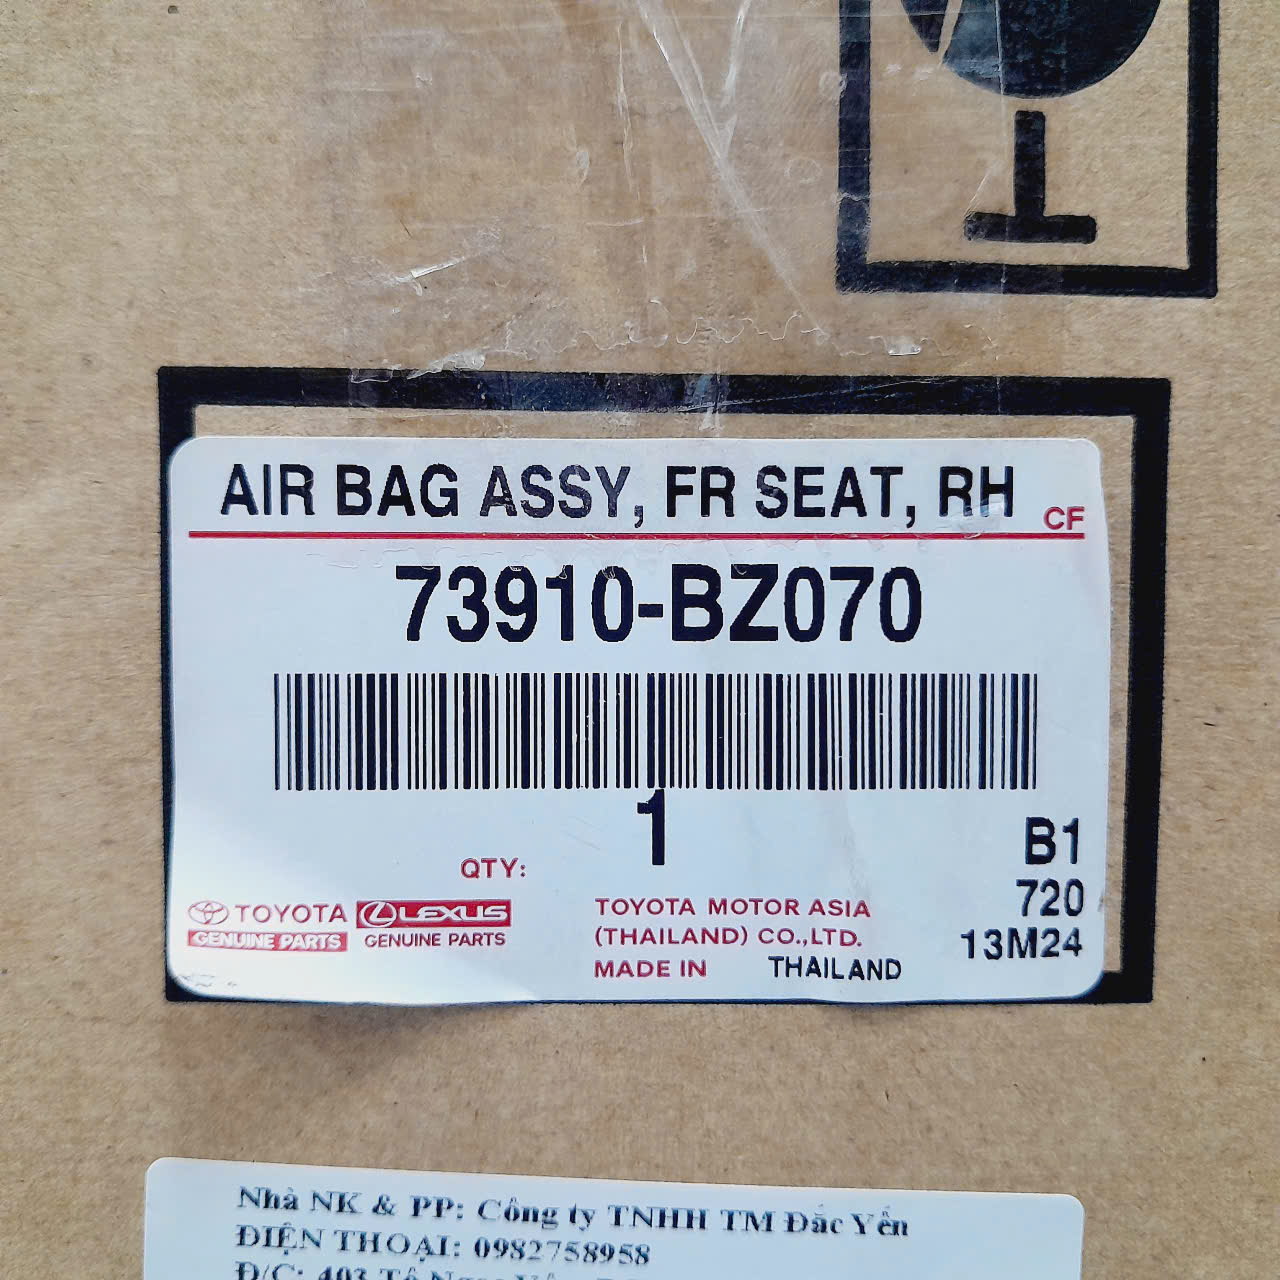 AIR BAG ASSY, FR SEAT, RH CF
73910-BZ070
1
QTY:
B1
720
13M24
TOYOTA LEXUS
GENUINE PARTS GENUINE PARTS
TOYOTA MOTOR ASIA
(THAILAND) CO.,LTD.
MADE IN THAILAND
Nhà NK & PP: Công ty TNHH TM Đắc Yến
ĐIỆN THOẠI: 0982758958
Đ/C: 403